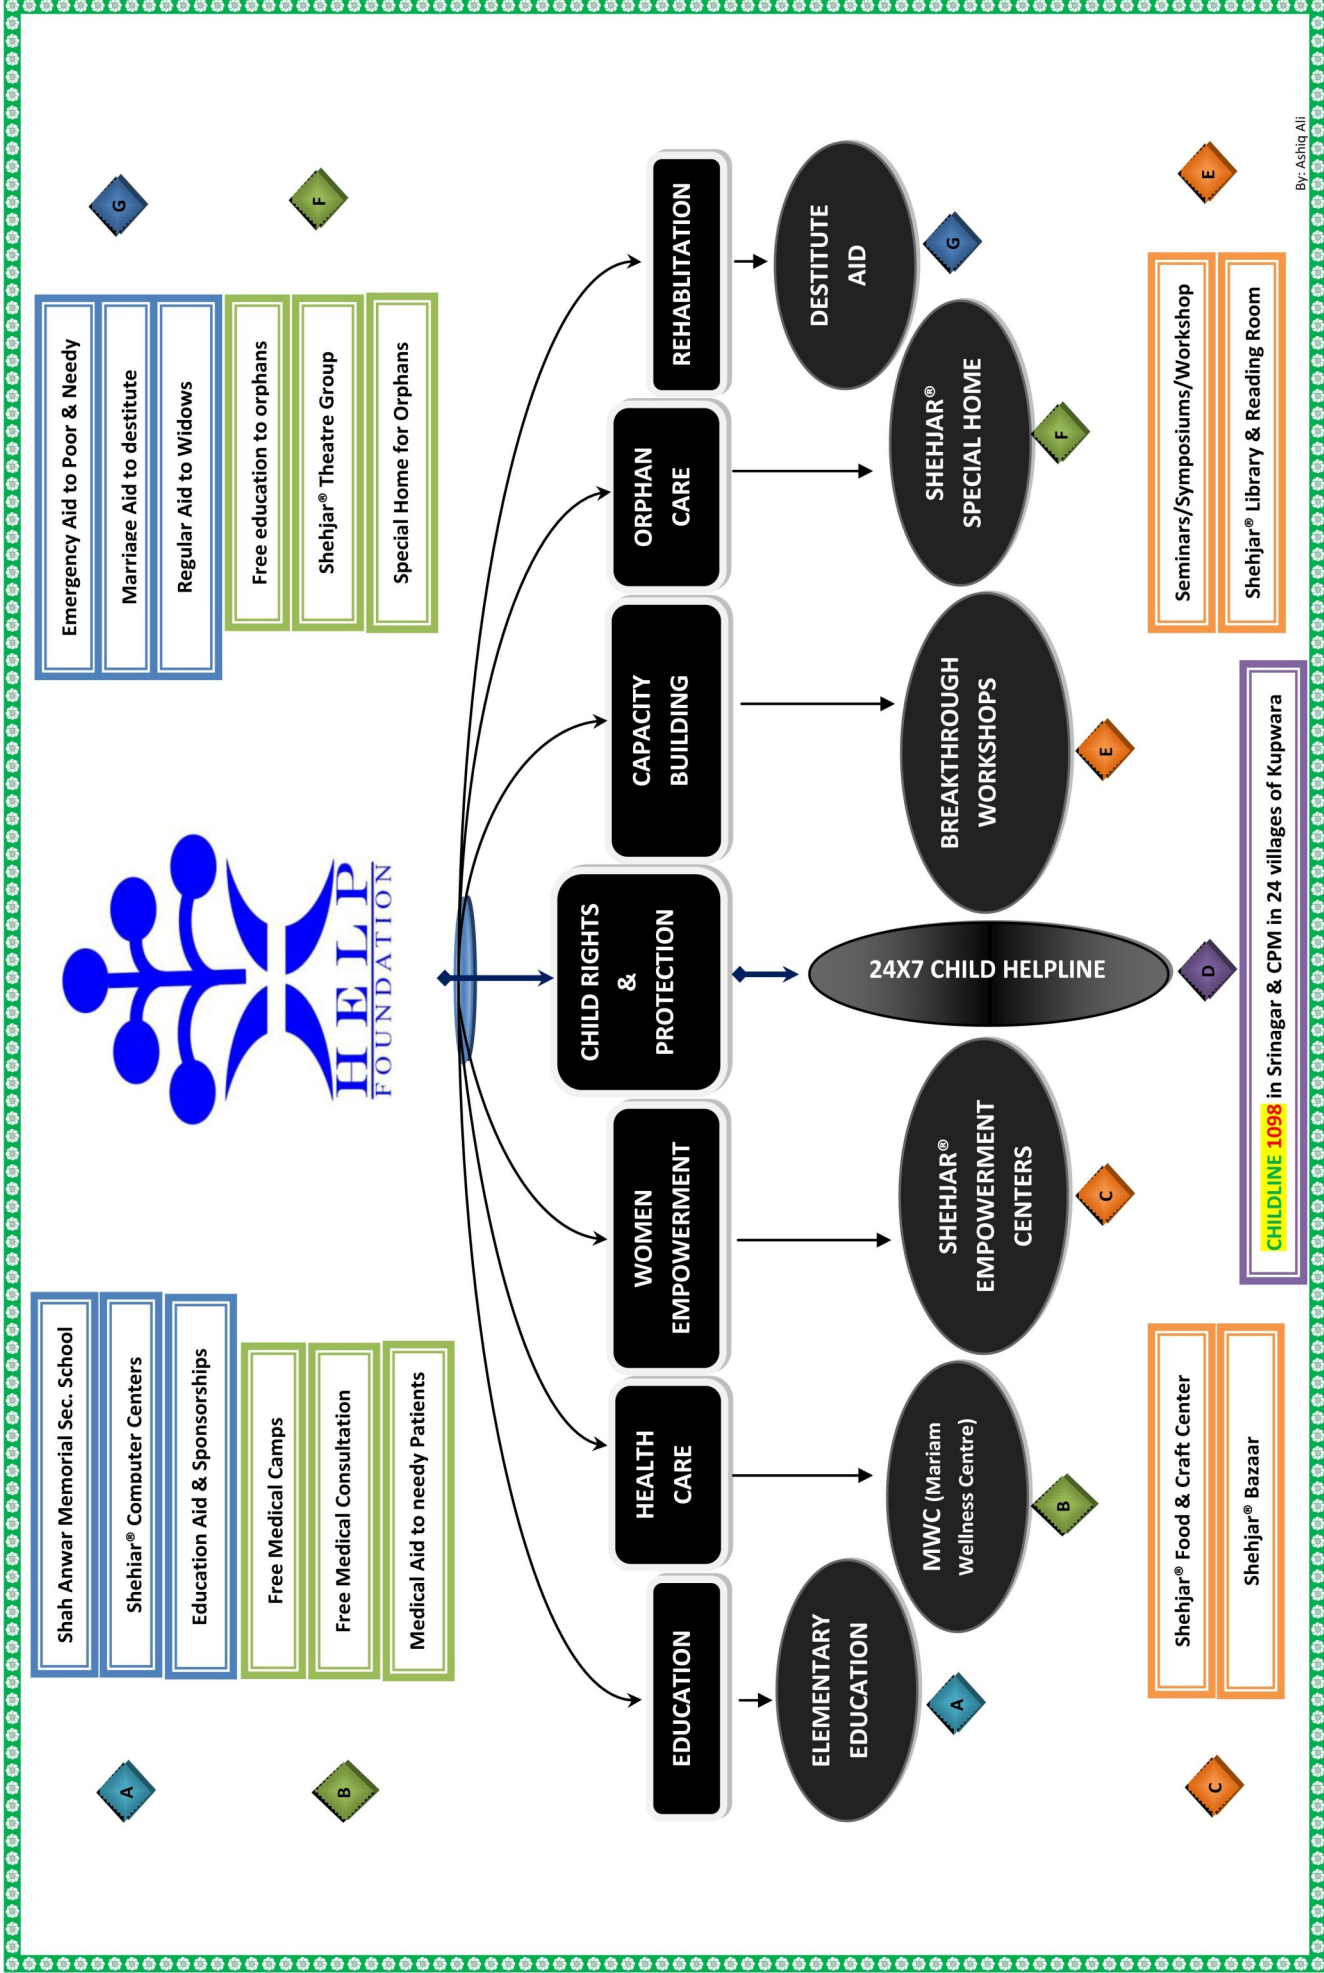 HELP
FOUNDATION
A
Shah Anwar Memorial Sec. School
Shehiar® Computer Centers
Education Aid & Sponsorships
B
Free Medical Camps
Free Medical Consultation
Medical Aid to needy Patients
Emergency Aid to Poor & Needy
Marriage Aid to destitute
Regular Aid to Widows
G
Free education to orphans
Shehjar® Theatre Group
Special Home for Orphans
F
EDUCATION
HEALTH
CARE
WOMEN
EMPOWERMENT
CHILD RIGHTS
&
PROTECTION
CAPACITY
BUILDING
ORPHAN
CARE
REHABLITATION
ELEMENTARY
EDUCATION
A
MWC (Mariam
Wellness Centre)
B
SHEHJAR®
EMPOWERMENT
CENTERS
C
24X7 CHILD HELPLINE
D
BREAKTHROUGH
WORKSHOPS
E
SHEHJAR®
SPECIAL HOME
F
DESTITUTE
AID
G
C
Shehjar® Food & Craft Center
Shehjar® Bazaar
CHILDLINE 1098 in Srinagar & CPM in 24 villages of Kupwara
Seminars/Symposiums/Workshop
Shehjar® Library & Reading Room
E
By: Ashiq Ali